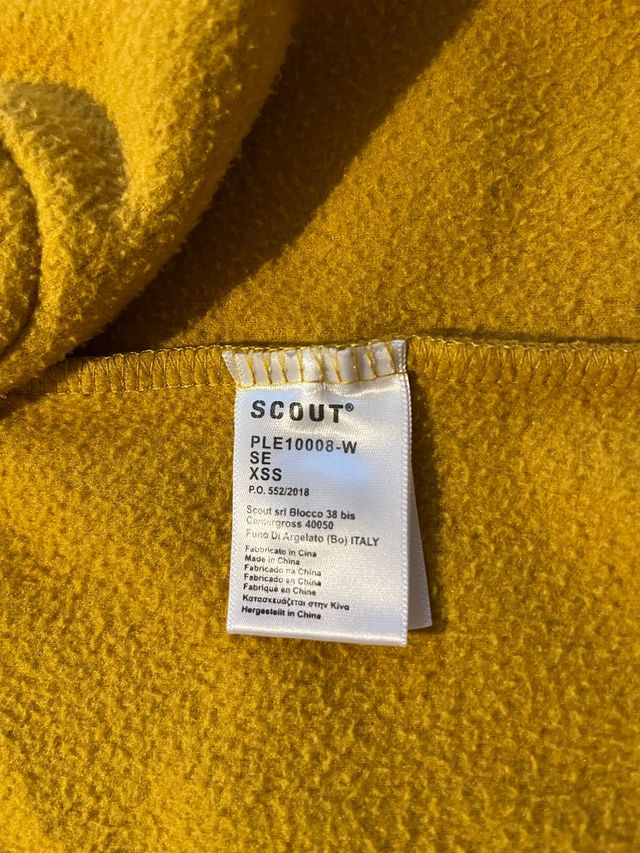 SCOUT®
PLE10008-W
SE
XSS
P.O. 552/2018
Scout srl Blocco 38 bis
Centergross 40050
Funo Di Argelato (Bo) ITALY
Fabbricato in Cina
Made in China
Fabricado na China
Fabricado en China
Fabriqué en Chine
Κατασκευάζεται στην Κίνα
Hergestellt in China